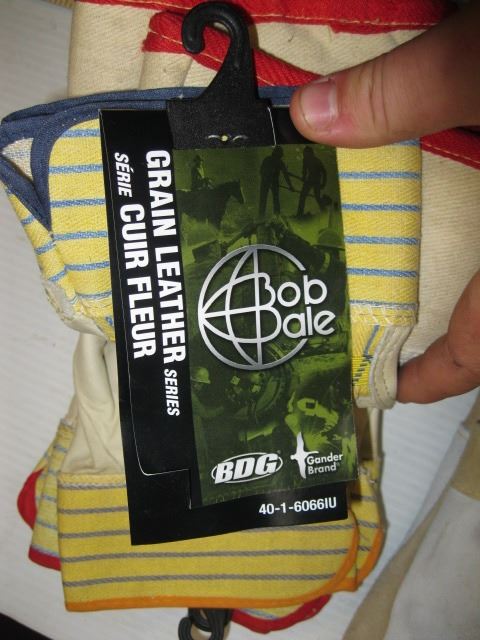 GRAIN LEATHER SERIES
SÉRIE CUIR FLEUR
Bob
Dale
BDG
Gander
Brand®
40-1-6066IU